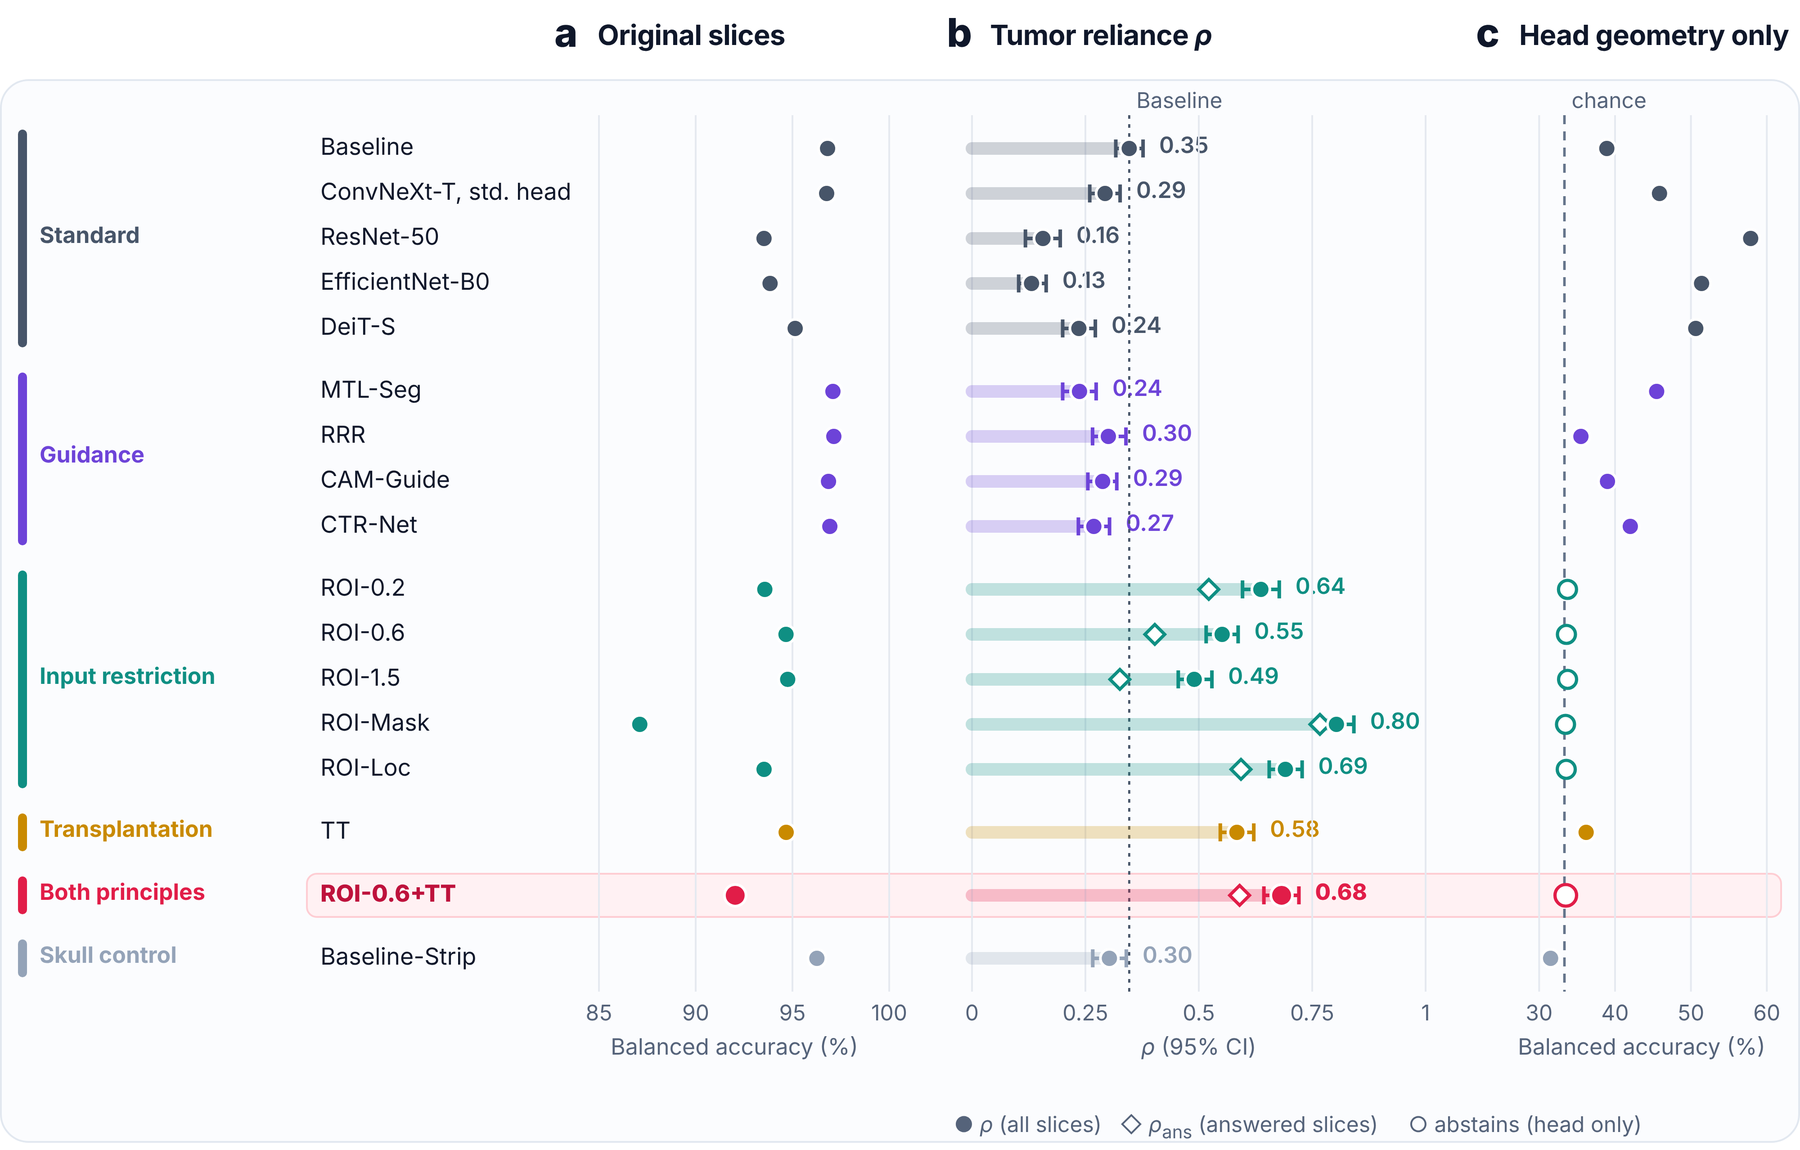 a Original slices
b Tumor reliance ρ
c Head geometry only
Baseline
chance
Standard
Baseline
0.35
ConvNeXt-T, std. head
0.29
ResNet-50
0.16
EfficientNet-B0
0.13
DeiT-S
0.24
Guidance
MTL-Seg
0.24
RRR
0.30
CAM-Guide
0.29
CTR-Net
0.27
Input restriction
ROI-0.2
0.64
ROI-0.6
0.55
ROI-1.5
0.49
ROI-Mask
0.80
ROI-Loc
0.69
Transplantation
TT
0.58
Both principles
ROI-0.6+TT
0.68
Skull control
Baseline-Strip
0.30
85 90 95 100
0 0.25 0.5 0.75 1
30 40 50 60
Balanced accuracy (%)
ρ (95% CI)
Balanced accuracy (%)
ρ (all slices)
ρans (answered slices)
abstains (head only)